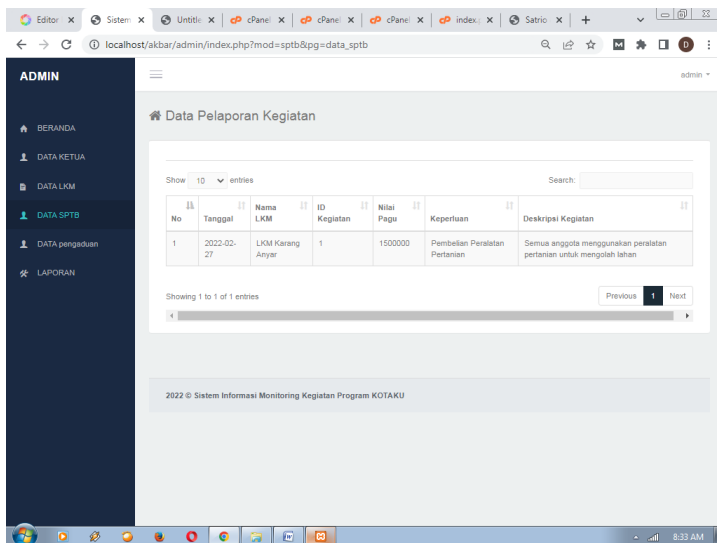 Editor
Sistem
Untitle
cPanel
cPanel
cPanel
index.p
Satrio
localhost/akbar/admin/index.php?mod=sptb&pg=data_sptb
D
ADMIN
admin
BERANDA
DATA KETUA
DATA LKM
DATA SPTB
DATA pengaduan
LAPORAN
Data Pelaporan Kegiatan
Show 10 entries
Search:
No Tanggal Nama LKM ID Kegiatan Nilai Pagu Keperluan Deskripsi Kegiatan
1 2022-02-27 LKM Karang Anyar 1 1500000 Pembelian Peralatan Pertanian Semua anggota menggunakan peralatan pertanian untuk mengolah lahan
Showing 1 to 1 of 1 entries
Previous 1 Next
2022 © Sistem Informasi Monitoring Kegiatan Program KOTAKU
8:33 AM